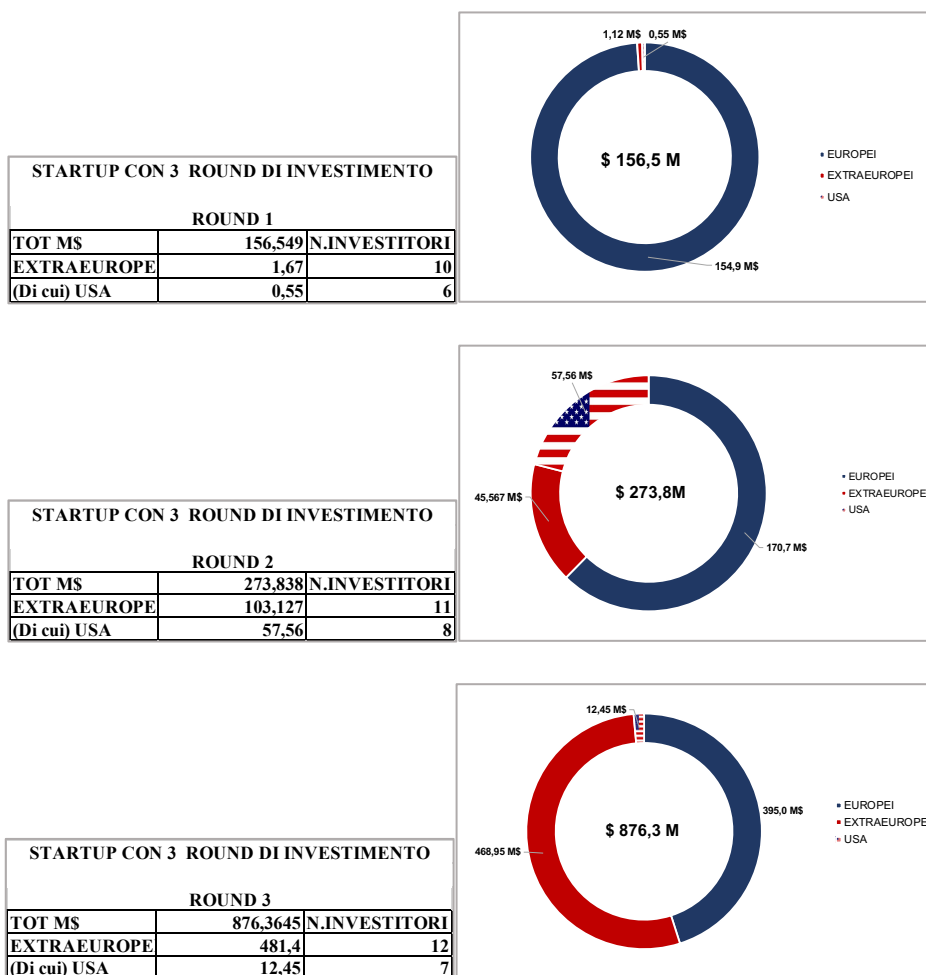 1,12 M$ 0,55 M$
$ 156,5 M
EUROPEI
EXTRAEUROPEI
USA
154,9 M$
STARTUP CON 3 ROUND DI INVESTIMENTO
ROUND 1
TOT M$ 156,549 N.INVESTITORI
EXTRAEUROPE 1,67 10
(Di cui) USA 0,55 6
57,56 M$
45,567 M$
$ 273,8M
EUROPEI
EXTRAEUROPE
USA
170,7 M$
STARTUP CON 3 ROUND DI INVESTIMENTO
ROUND 2
TOT M$ 273,838 N.INVESTITORI
EXTRAEUROPE 103,127 11
(Di cui) USA 57,56 8
12,45 M$
395,0 M$
$ 876,3 M
468,95 M$
EUROPEI
EXTRAEUROPE
USA
STARTUP CON 3 ROUND DI INVESTIMENTO
ROUND 3
TOT M$ 876,3645 N.INVESTITORI
EXTRAEUROPE 481,4 12
(Di cui) USA 12,45 7